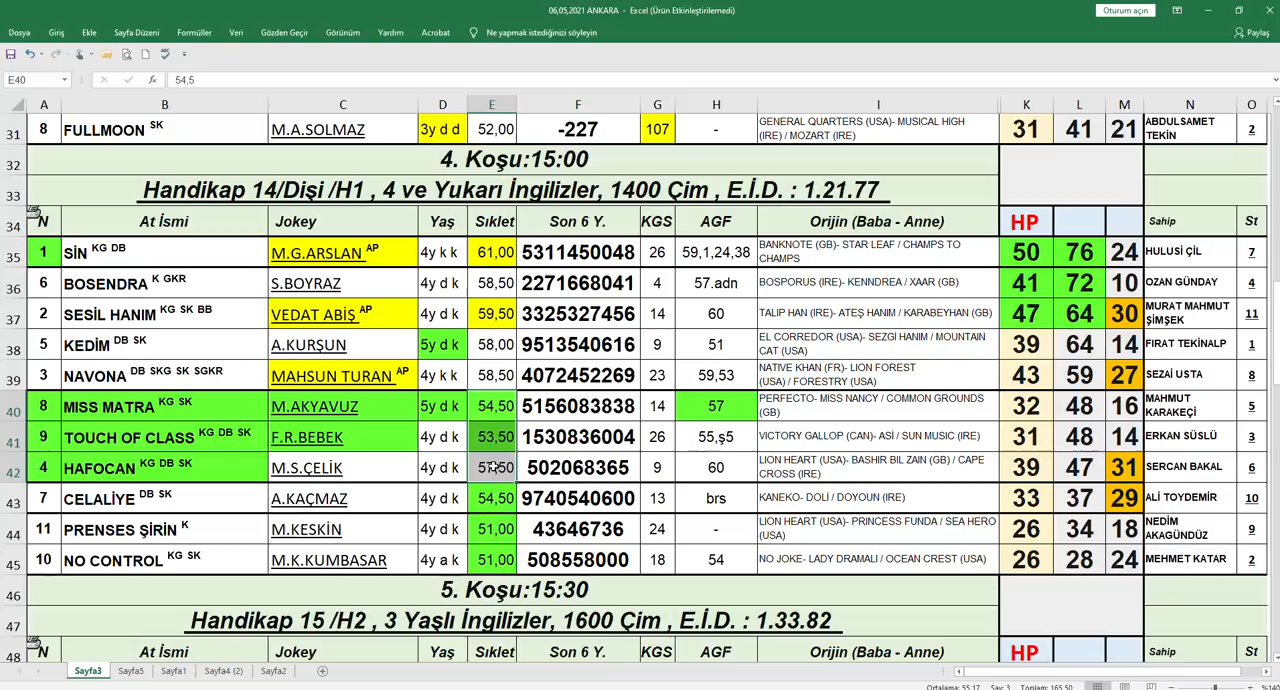 06,05,2021 ANKARA - Excel (Ürün Etkinleştirilemedi)
Oturum açın
Dosya Giriş Ekle Sayfa Düzeni Formüller Veri Gözden Geçir Görünüm Yardım Acrobat Ne yapmak istediğinizi söyleyin Paylaş
E40 fx 54,5
A B C D E F G H I K L M N O
31 8 FULLMOON SK M.A.SOLMAZ 3y d d 52,00 -227 107 - GENERAL QUARTERS (USA)- MUSICAL HIGH (IRE) / MOZART (IRE) 31 41 21 ABDULSAMET TEKİN 2
32 4. Koşu:15:00
33 Handikap 14/Dişi /H1 , 4 ve Yukarı İngilizler, 1400 Çim , E.İ.D. : 1.21.77
34 N At İsmi Jokey Yaş Sıklet Son 6 Y. KGS AGF Orijin (Baba - Anne) HP Sahip St
35 1 SİN KG DB M.G.ARSLAN AP 4y k k 61,00 5311450048 26 59,1,24,38 BANKNOTE (GB)- STAR LEAF / CHAMPS TO CHAMPS 50 76 24 HULUSİ ÇİL 7
36 6 BOSENDRA K GKR S.BOYRAZ 4y d k 58,50 2271668041 4 57.adn BOSPORUS (IRE)- KENNDREA / XAAR (GB) 41 72 10 OZAN GÜNDAY 4
37 2 SESİL HANIM KG SK BB VEDAT ABİŞ AP 4y d k 59,50 3325327456 14 60 TALIP HAN (IRE)- ATEŞ HANIM / KARABEYHAN (GB) 47 64 30 MURAT MAHMUT ŞİMŞEK 11
38 5 KEDİM DB SK A.KURŞUN 5y d k 58,00 9513540616 9 51 EL CORREDOR (USA)- SEZGI HANIM / MOUNTAIN CAT (USA) 39 64 14 FIRAT TEKİNALP 1
39 3 NAVONA DB SKG SK SGKR MAHSUN TURAN AP 4y k k 58,50 4072452269 23 59,53 NATIVE KHAN (FR)- LION FOREST (USA) / FORESTRY (USA) 43 59 27 SEZAI USTA 8
40 8 MISS MATRA KG SK M.AKYAVUZ 5y d k 54,50 5156083838 14 57 PERFECTO- MISS NANCY / COMMON GROUNDS (GB) 32 48 16 MAHMUT KARAKEÇİ 5
41 9 TOUCH OF CLASS KG DB SK F.R.BEBEK 4y d k 53,50 1530836004 26 55,ş5 VICTORY GALLOP (CAN)- ASİ / SUN MUSIC (IRE) 31 48 14 ERKAN SÜSLÜ 3
42 4 HAFOCAN KG DB SK M.S.ÇELİK 4y d k 57,50 502068365 9 60 LION HEART (USA)- BASHIR BIL ZAIN (GB) / CAPE CROSS (IRE) 39 47 31 SERCAN BAKAL 6
43 7 CELALİYE DB SK A.KAÇMAZ 4y d k 54,50 9740540600 13 brs KANEKO- DOLİ / DOYOUN (IRE) 33 37 29 ALİ TOYDEMİR 10
44 11 PRENSES ŞİRİN K M.KESKİN 4y d k 51,00 43646736 24 - LION HEART (USA)- PRINCESS FUNDA / SEA HERO (USA) 26 34 18 NEDİM AKAGÜNDÜZ 9
45 10 NO CONTROL KG SK M.K.KUMBASAR 4y a k 51,00 508558000 18 54 NO JOKE- LADY DRAMALI / OCEAN CREST (USA) 26 28 24 MEHMET KATAR 2
46 5. Koşu:15:30
47 Handikap 15 /H2 , 3 Yaşlı İngilizler, 1600 Çim , E.İ.D. : 1.33.82
48 N At İsmi Jokey Yaş Sıklet Son 6 Y. KGS AGF Orijin (Baba - Anne) HP Sahip St
Sayfa3 Sayfa5 Sayfa1 Sayfa4 (2) Sayfa2
Ortalama: 55,17 Say: 3 Toplam: 165,50 %140